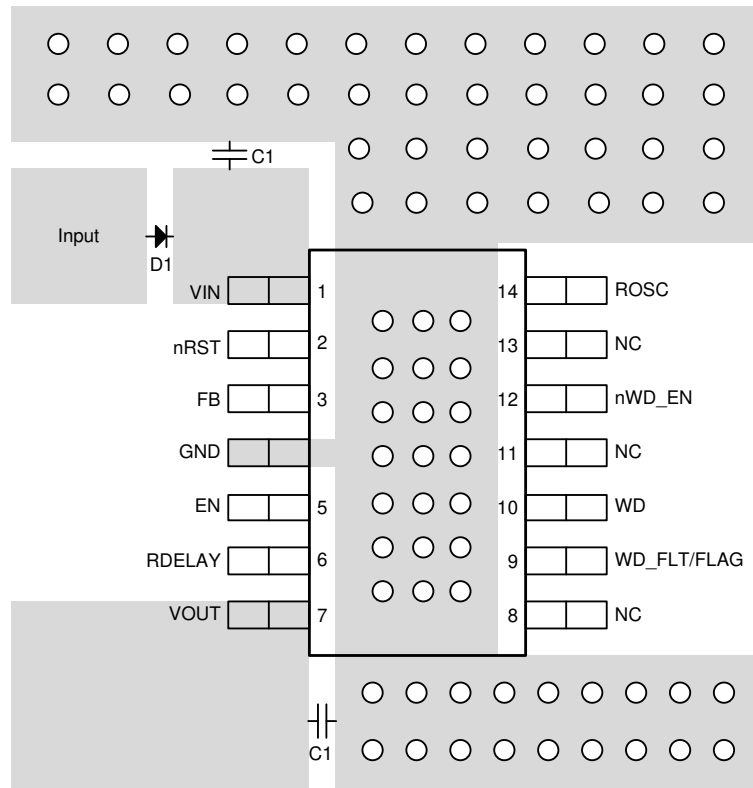 C1
Input
D1
VIN 1 14 ROSC
nRST 2 13 NC
FB 3 12 nWD_EN
GND 11 NC
EN 5 10 WD
RDELAY 6 9 WD_FLT/FLAG
VOUT 7 8 NC
C1